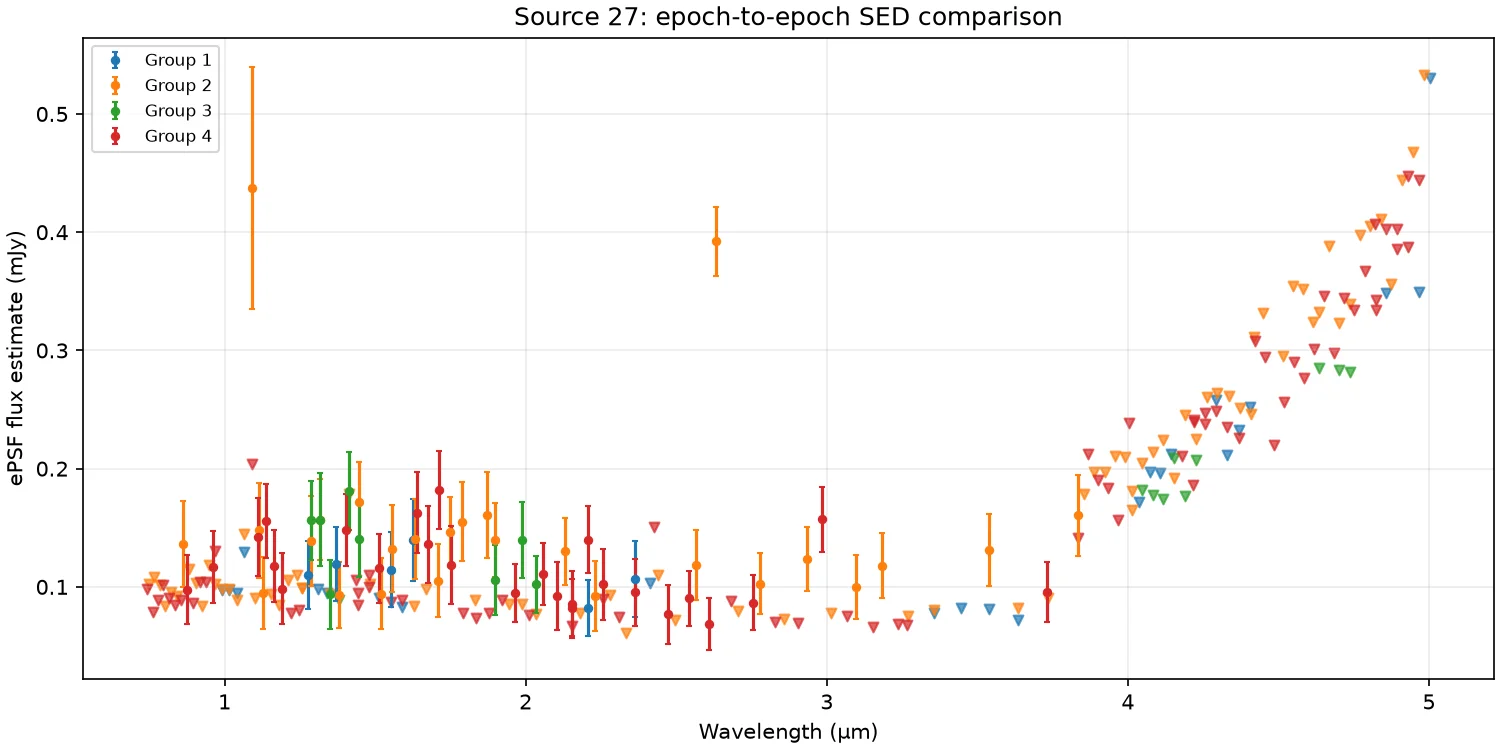 Source 27: epoch-to-epoch SED comparison
Group 1
Group 2
Group 3
Group 4
ePSF flux estimate (mJy)
0.5
0.4
0.3
0.2
0.1
1 2 3 4 5
Wavelength (μm)